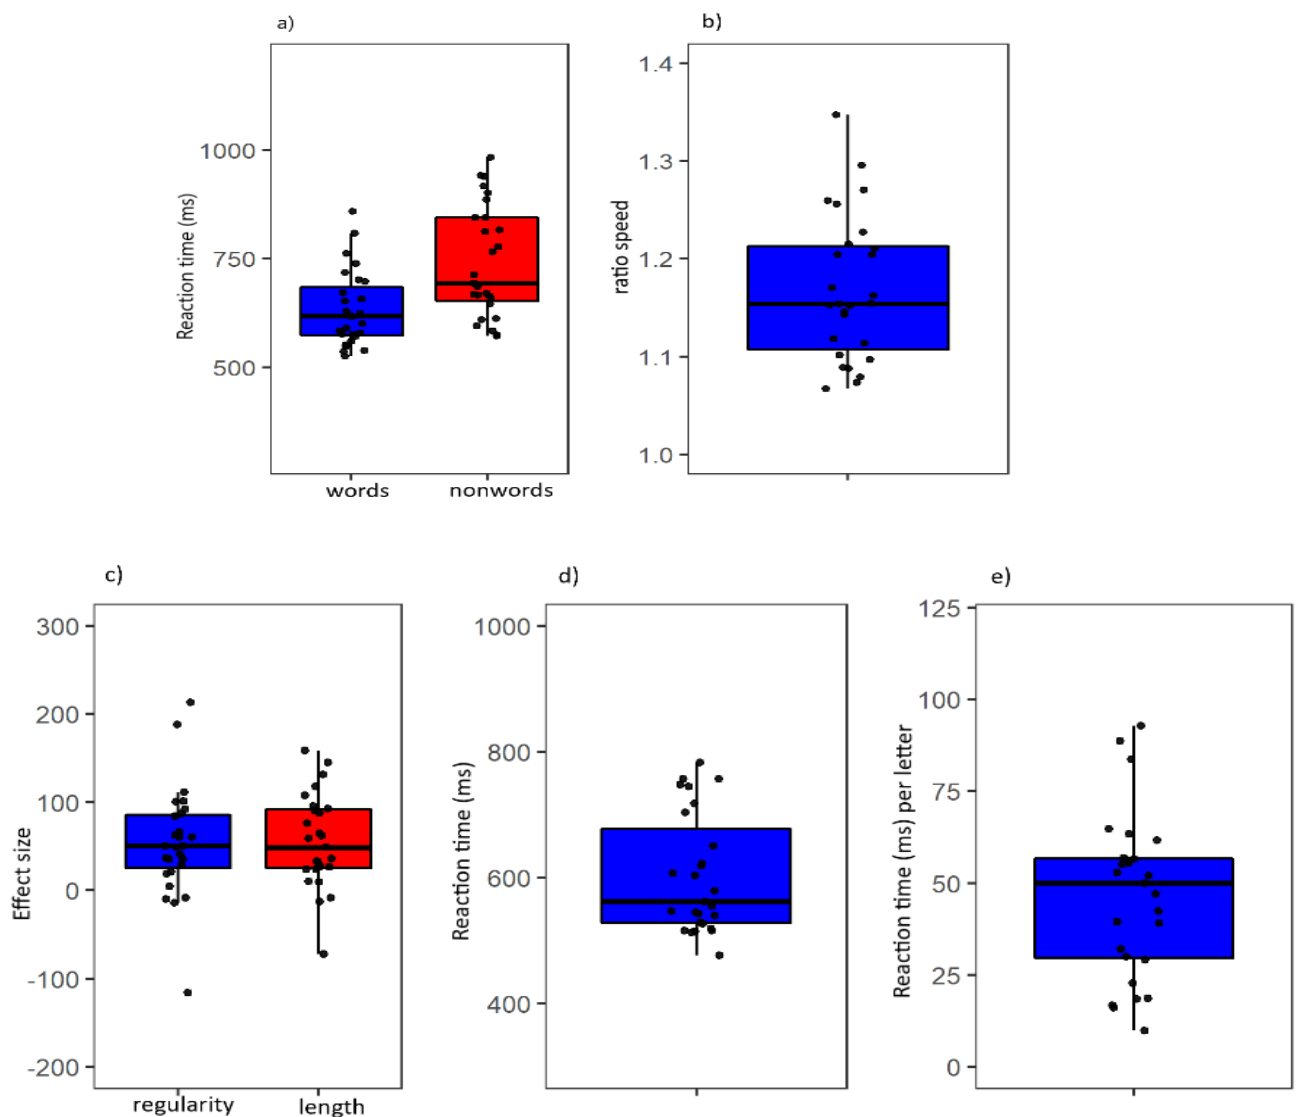 a)
Reaction time (ms)
1000
750
500
words
nonwords
b)
ratio speed
1.4
1.3
1.2
1.1
1.0
c)
Effect size
300
200
100
0
-100
-200
regularity
length
d)
Reaction time (ms)
1000
800
600
400
e)
Reaction time (ms) per letter
125
100
75
50
25
0